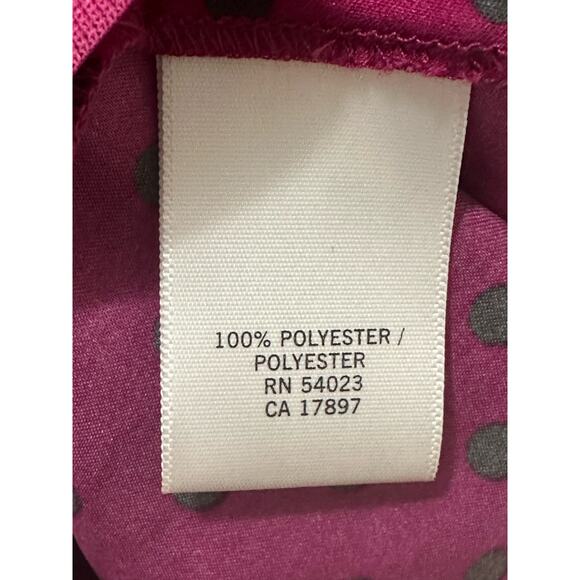 100% POLYESTER /
POLYESTER
RN 54023
CA 17897